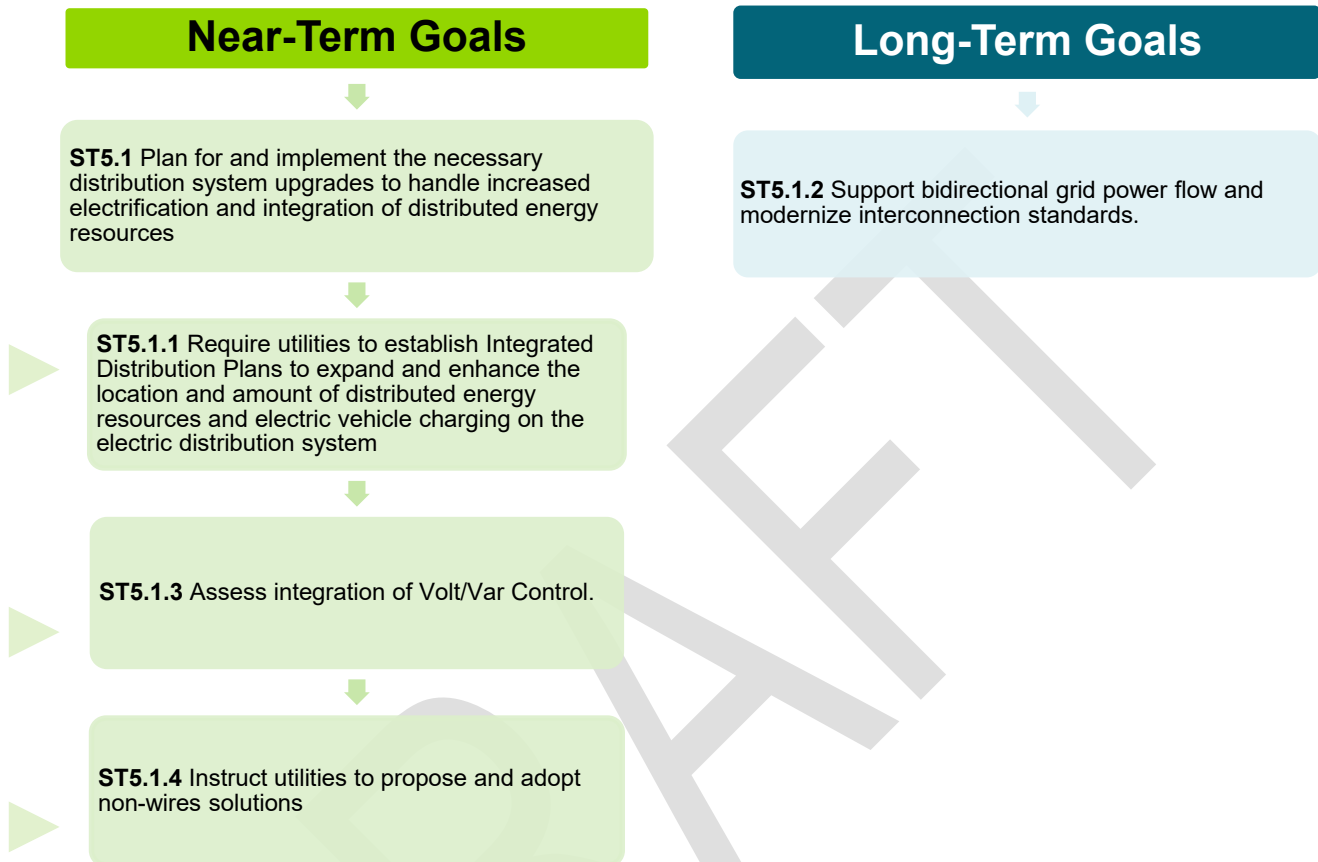 Near-Term Goals
ST5.1 Plan for and implement the necessary
distribution system upgrades to handle increased
electrification and integration of distributed energy
resources
ST5.1.1 Require utilities to establish Integrated
Distribution Plans to expand and enhance the
location and amount of distributed energy
resources and electric vehicle charging on the
electric distribution system
ST5.1.3 Assess integration of Volt/Var Control.
ST5.1.4 Instruct utilities to propose and adopt
non-wires solutions
Long-Term Goals
ST5.1.2 Support bidirectional grid power flow and
modernize interconnection standards.
DRAFT